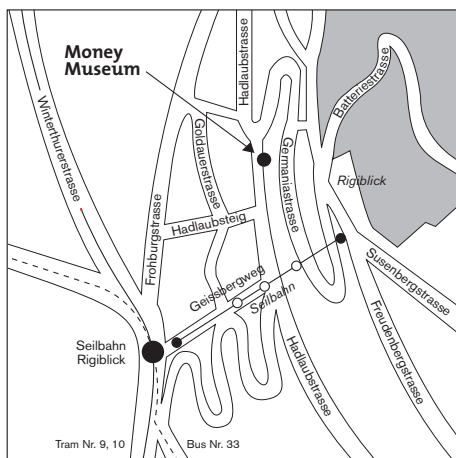 Money
Museum
Hadlaubstrasse
Batteriestrasse
Winterthurerstrasse
Goldauerstrasse
Germaniastrasse
Rigiblick
Frohburgstrasse
Hadlaubsteig
Geissbergweg
Seilbahn
Susenbergstrasse
Freudenbergstrasse
Hadlaubstrasse
Seilbahn
Rigiblick
Tram Nr. 9, 10
Bus Nr. 33